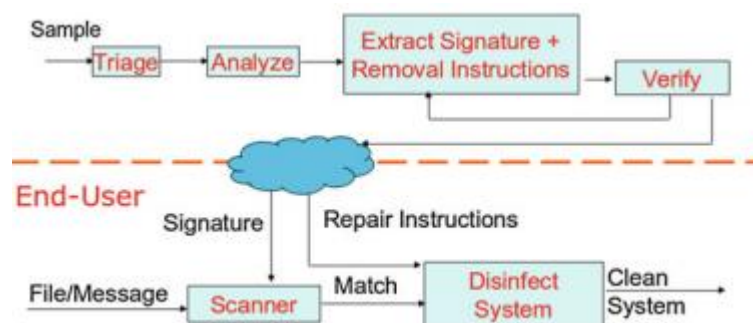 Sample
Triage
Analyze
Extract Signature +
Removal Instructions
Verify
End-User
Signature
Repair Instructions
File/Message
Scanner
Match
Disinfect
System
Clean
System